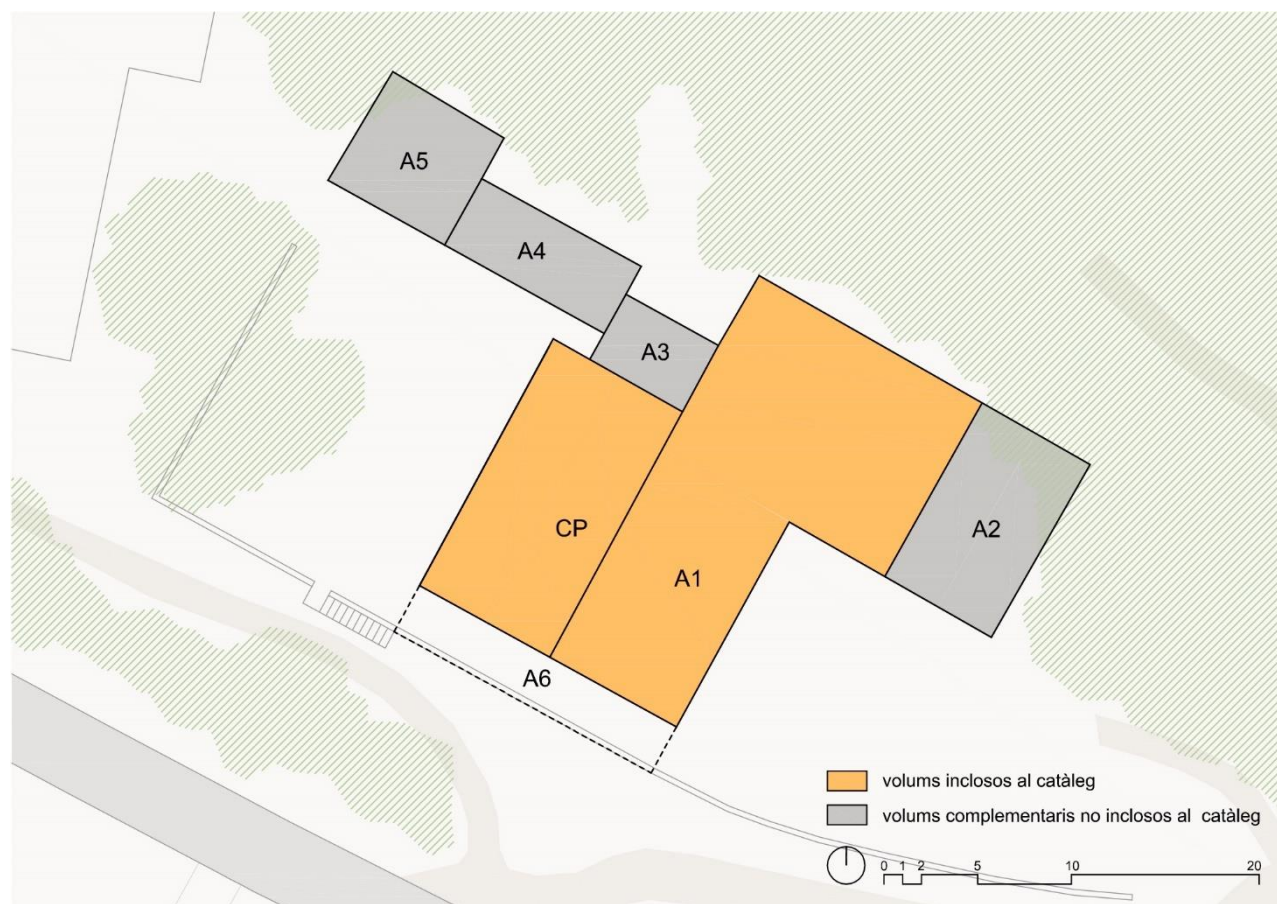 A5
A4
A3
CP
A1
A2
A6
volums inclosos al catàleg
volums complementaris no inclosos al catàleg
0 1 2 5 10 20